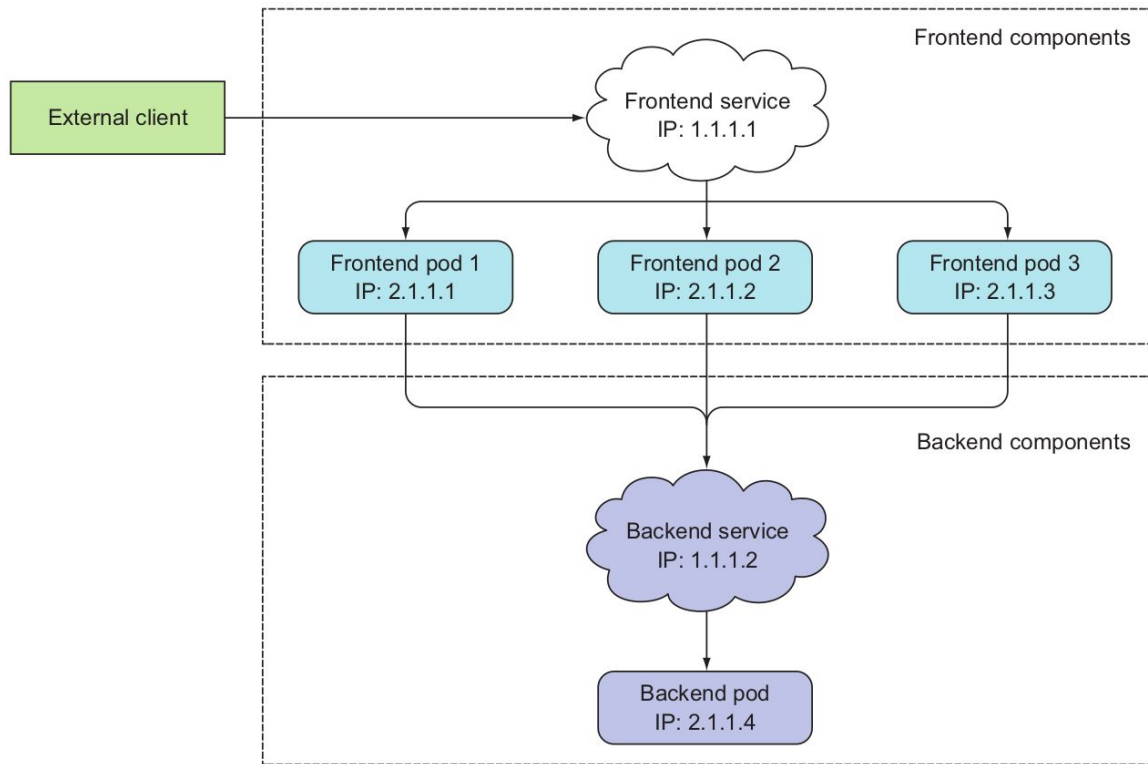 Frontend components
External client
Frontend service
IP: 1.1.1.1
Frontend pod 1
IP: 2.1.1.1
Frontend pod 2
IP: 2.1.1.2
Frontend pod 3
IP: 2.1.1.3
Backend components
Backend service
IP: 1.1.1.2
Backend pod
IP: 2.1.1.4